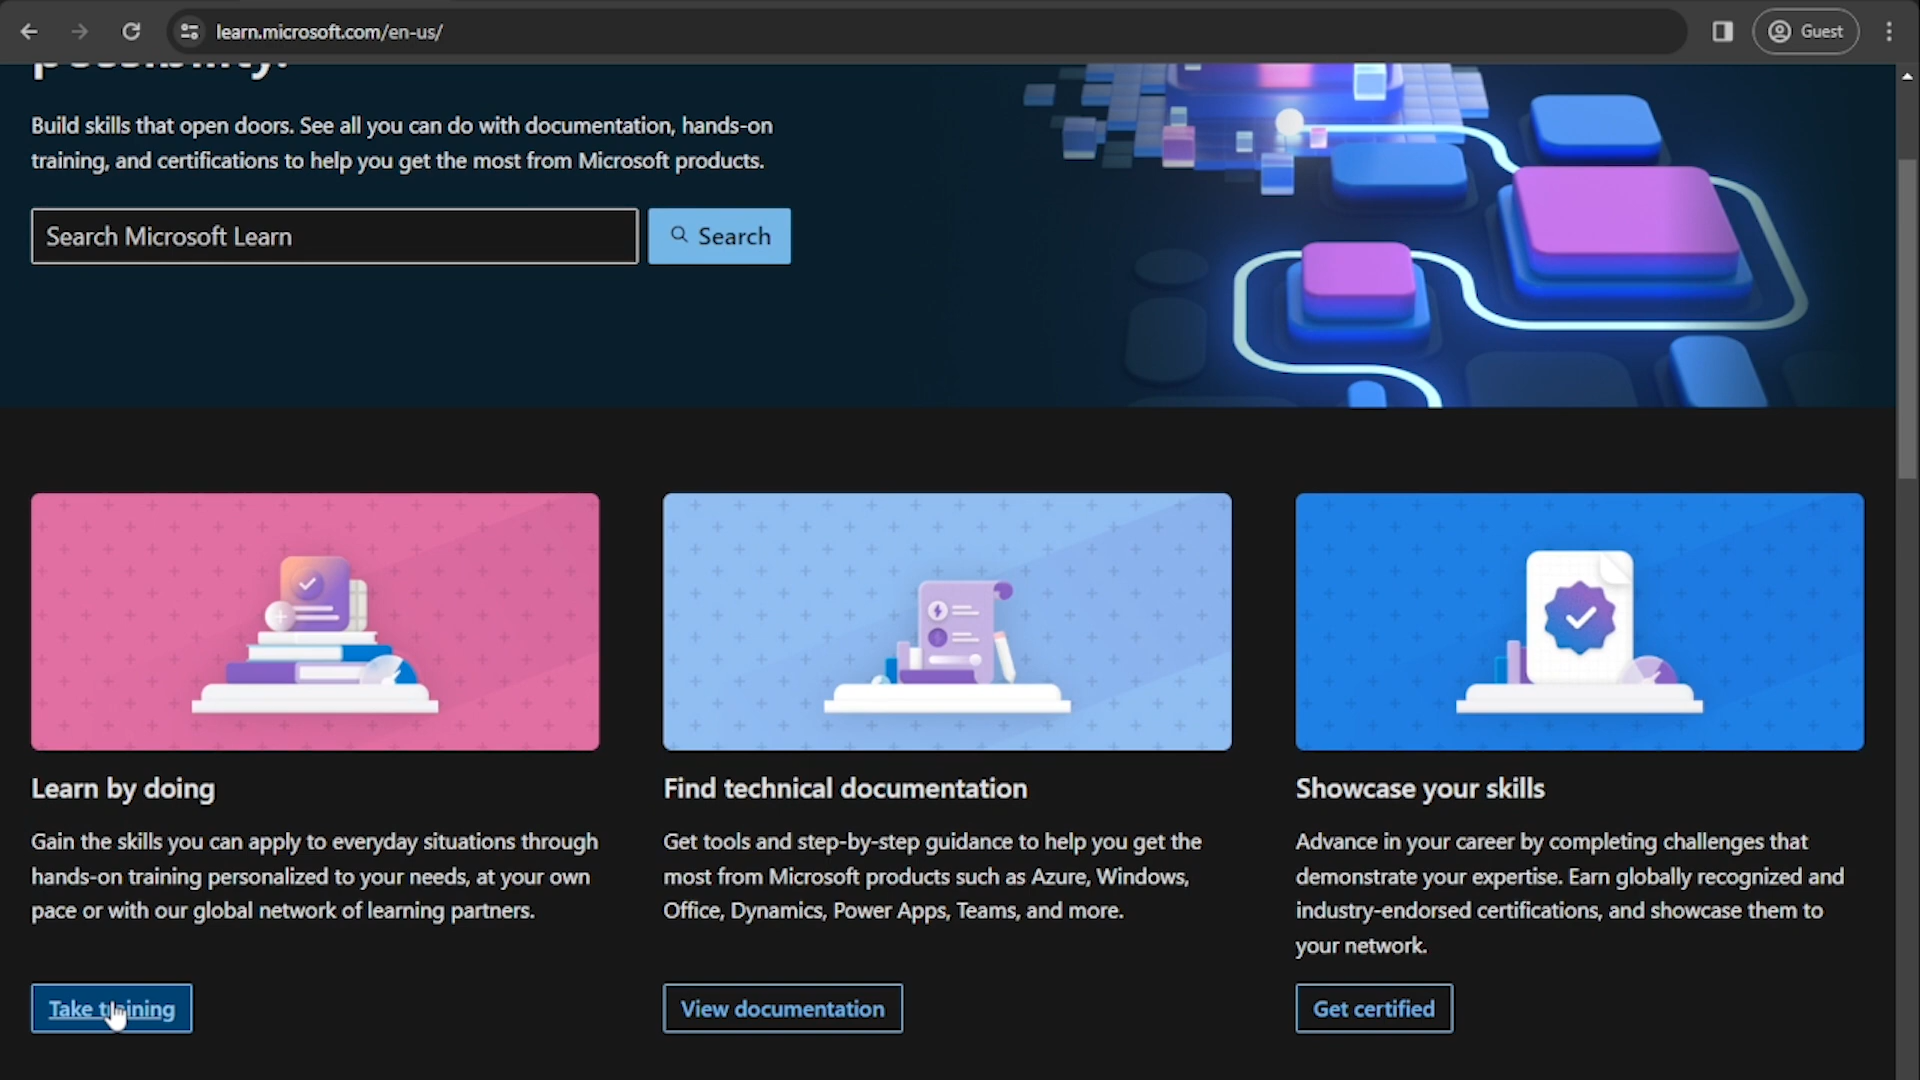 learn.microsoft.com/en-us/
Guest
possibility.
Build skills that open doors. See all you can do with documentation, hands-on
training, and certifications to help you get the most from Microsoft products.
Search Microsoft Learn
Search
Learn by doing
Gain the skills you can apply to everyday situations through
hands-on training personalized to your needs, at your own
pace or with our global network of learning partners.
Take training
Find technical documentation
Get tools and step-by-step guidance to help you get the
most from Microsoft products such as Azure, Windows,
Office, Dynamics, Power Apps, Teams, and more.
View documentation
Showcase your skills
Advance in your career by completing challenges that
demonstrate your expertise. Earn globally recognized and
industry-endorsed certifications, and showcase them to
your network.
Get certified